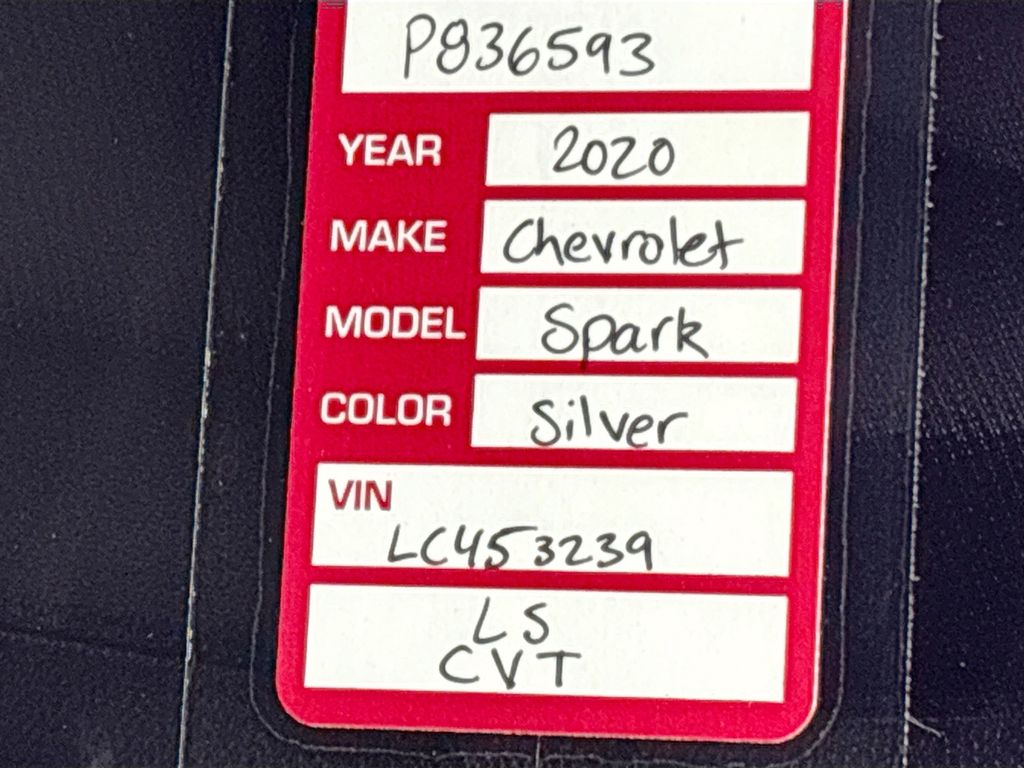 P836593
YEAR 2020
MAKE Chevrolet
MODEL Spark
COLOR Silver
VIN
LC453239
LS
CVT